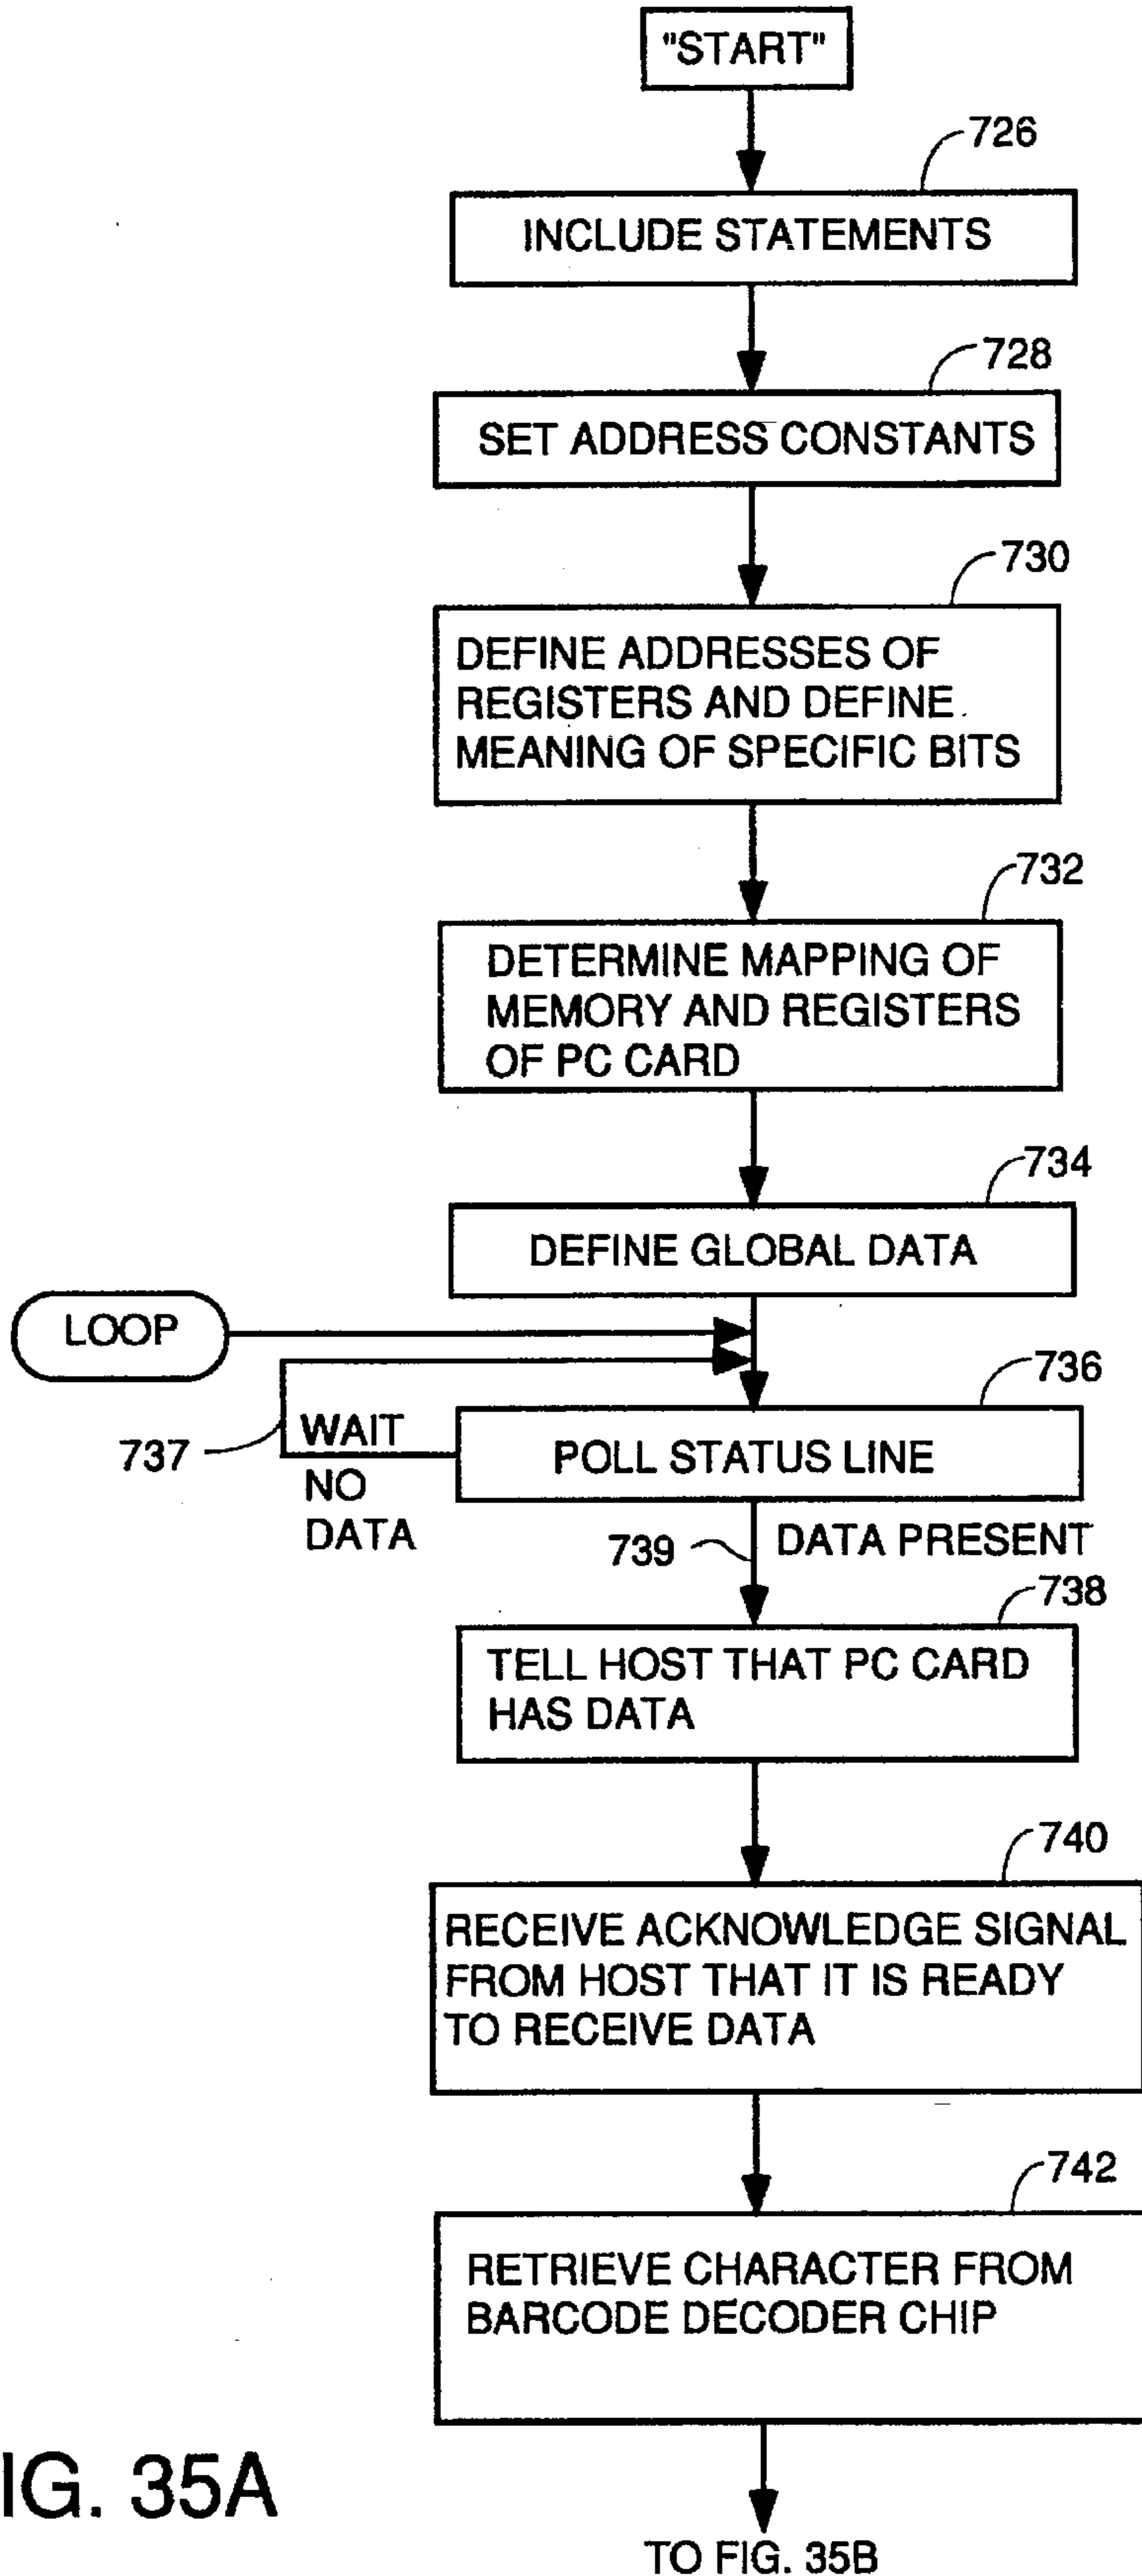 "START"
726
INCLUDE STATEMENTS
728
SET ADDRESS CONSTANTS
730
DEFINE ADDRESSES OF
REGISTERS AND DEFINE
MEANING OF SPECIFIC BITS
732
DETERMINE MAPPING OF
MEMORY AND REGISTERS
OF PC CARD
734
DEFINE GLOBAL DATA
LOOP
736
737
WAIT
POLL STATUS LINE
NO
DATA
739
DATA PRESENT
738
TELL HOST THAT PC CARD
HAS DATA
740
RECEIVE ACKNOWLEDGE SIGNAL
FROM HOST THAT IT IS READY
TO RECEIVE DATA
742
RETRIEVE CHARACTER FROM
BARCODE DECODER CHIP
IG. 35A
TO FIG. 35B